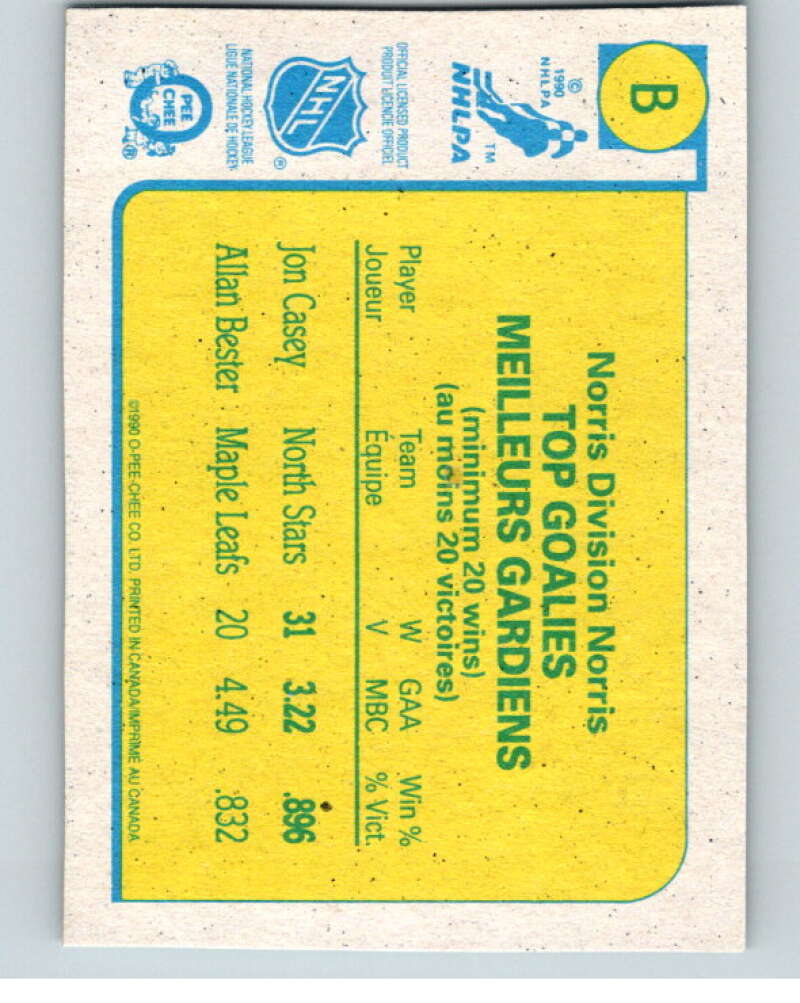 B
© 1990
NHLPA
NHLPA
TM
OFFICIAL LICENSED PRODUCT
PRODUIT LICENCIÉ OFFICIEL
NHL
®
NATIONAL HOCKEY LEAGUE
LIGUE NATIONALE DE HOCKEY
O
PEE
CHEE
®
Norris Division Norris
TOP GOALIES
MEILLEURS GARDIENS
(minimum 20 wins)
(au moins 20 victoires)
Player Team W GAA Win %
Joueur Équipe V MBC % Vict.
Jon Casey North Stars 31 3.22 .896
Allan Bester Maple Leafs 20 4.49 .832
©1990 O-PEE-CHEE CO. LTD. PRINTED IN CANADA/IMPRIMÉ AU CANADA